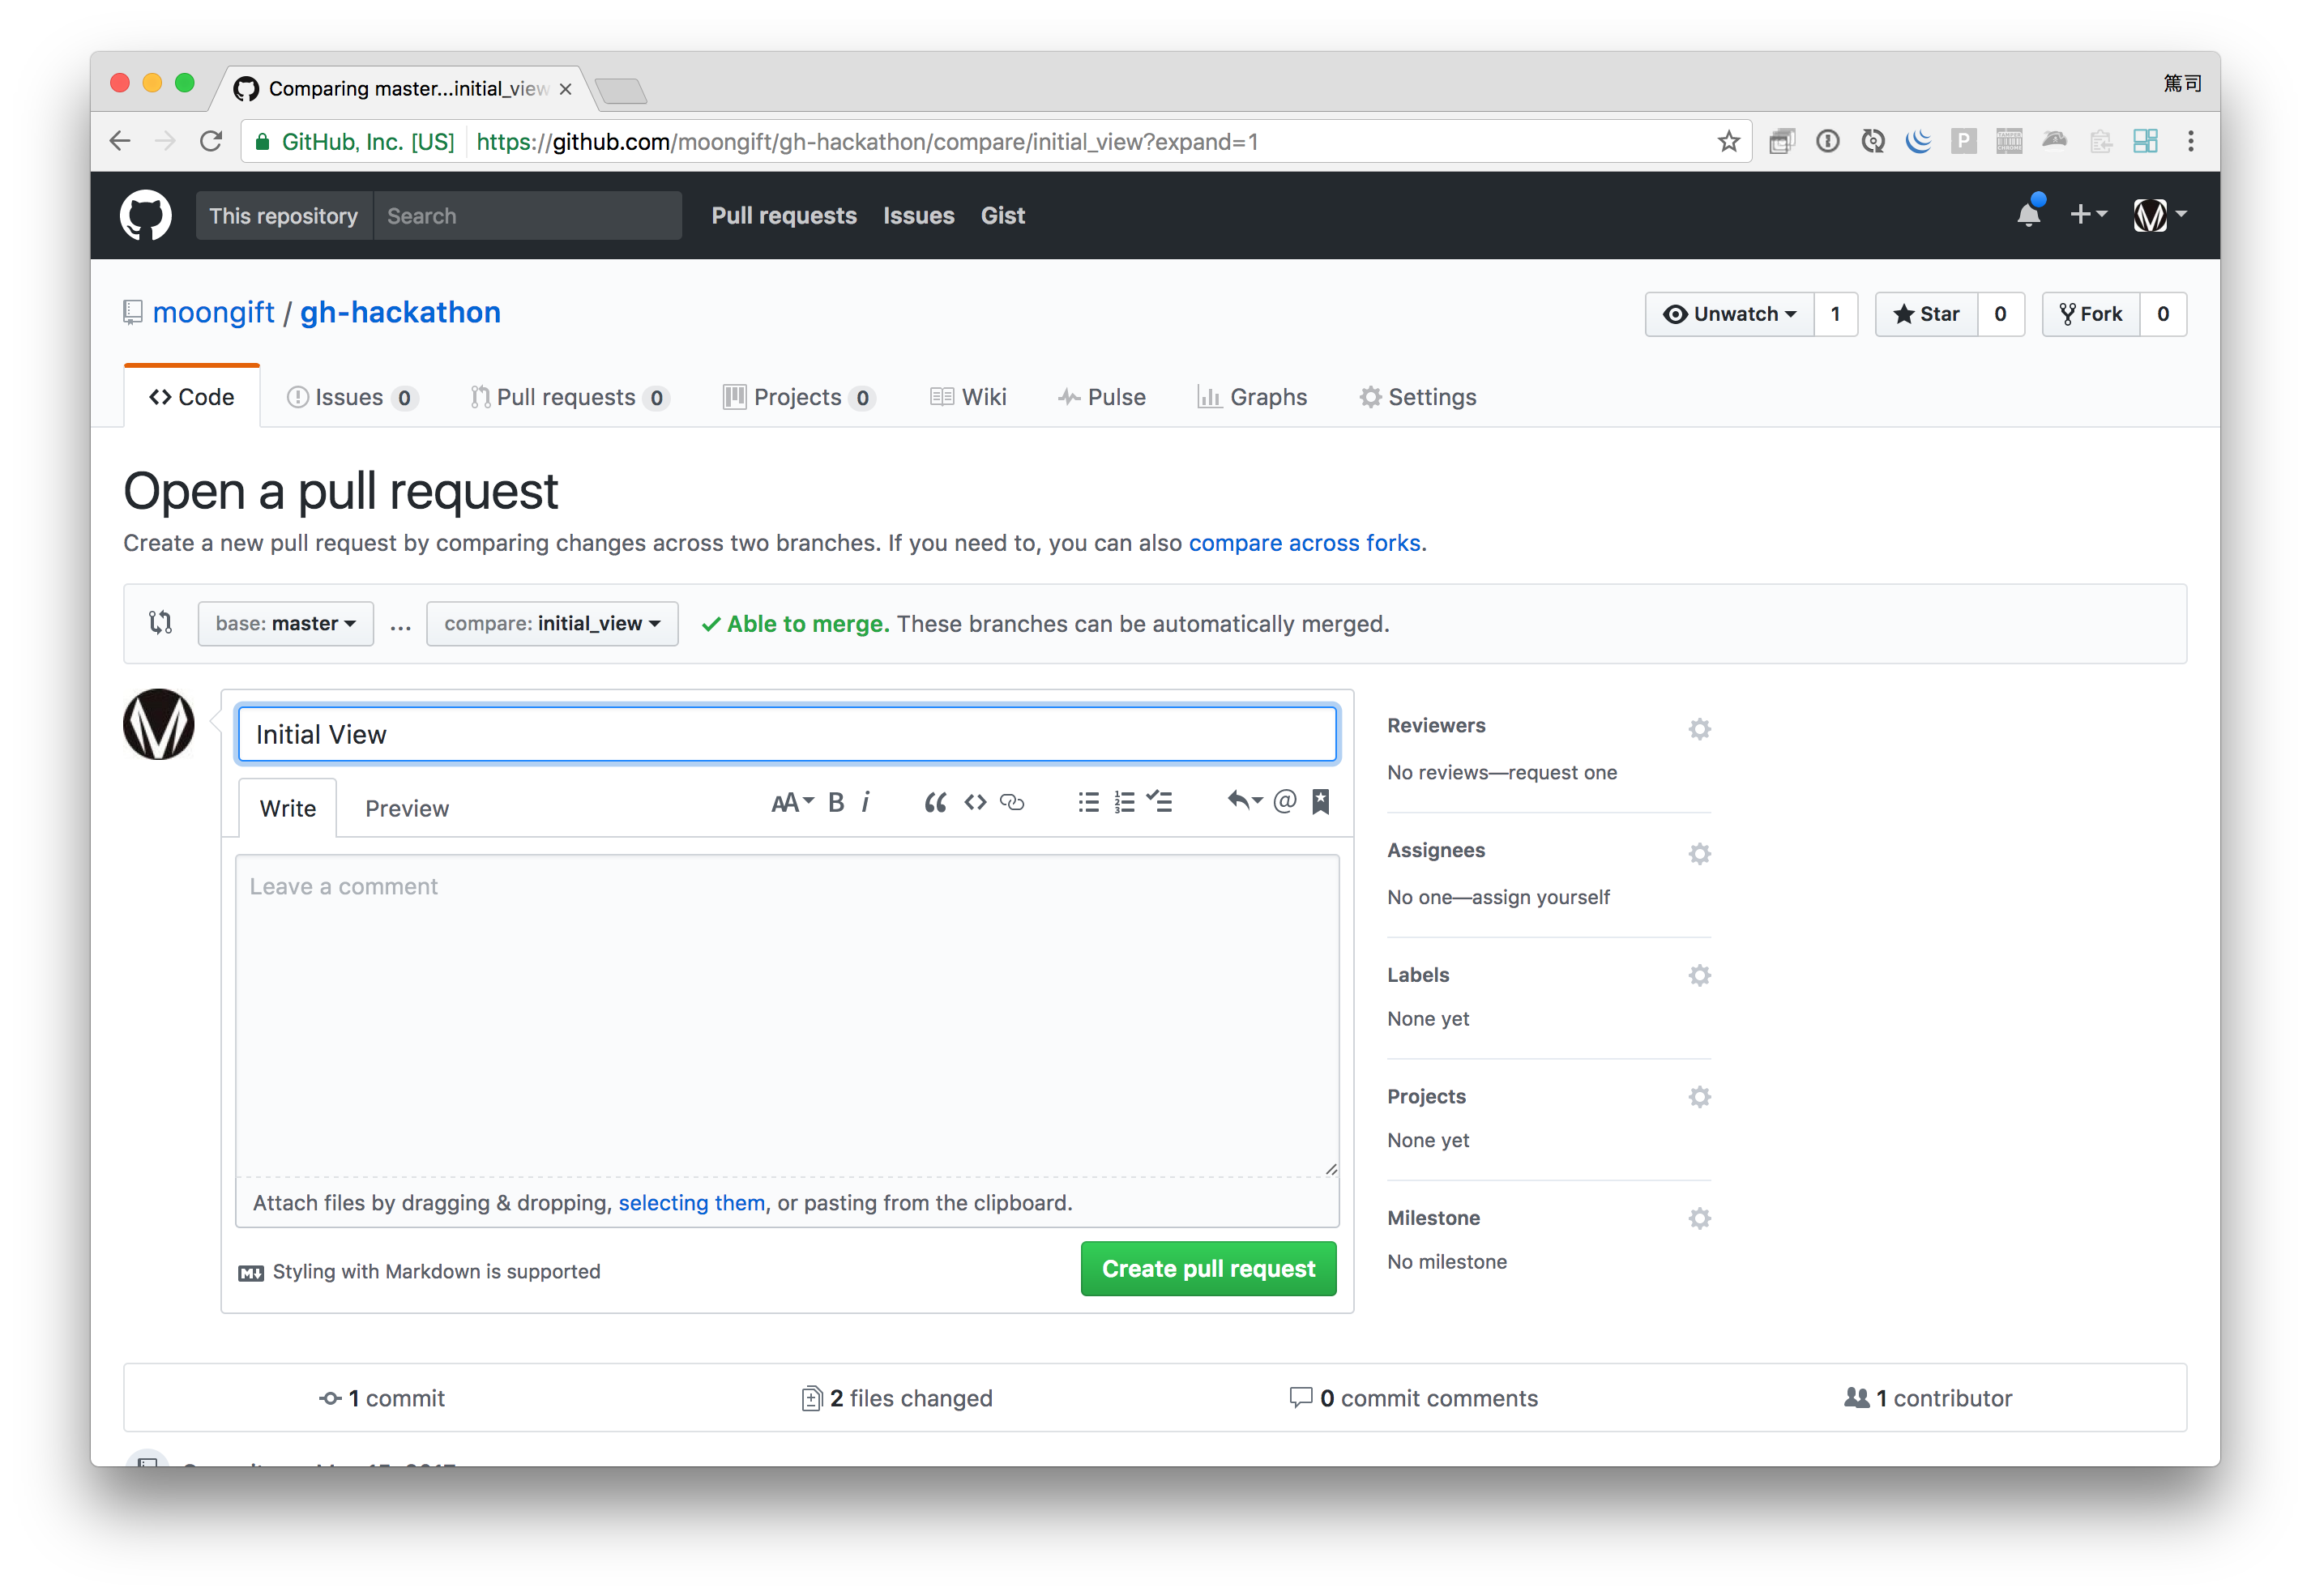 Comparing master...initial_view
篤司
GitHub, Inc. [US] https://github.com/moongift/gh-hackathon/compare/initial_view?expand=1
This repository Search Pull requests Issues Gist
moongift / gh-hackathon Unwatch 1 Star 0 Fork 0
Code Issues 0 Pull requests 0 Projects 0 Wiki Pulse Graphs Settings
Open a pull request
Create a new pull request by comparing changes across two branches. If you need to, you can also compare across forks.
base: master ... compare: initial_view Able to merge. These branches can be automatically merged.
Initial View
Write Preview
Leave a comment
Attach files by dragging & dropping, selecting them, or pasting from the clipboard.
Styling with Markdown is supported
Create pull request
Reviewers
No reviews—request one
Assignees
No one—assign yourself
Labels
None yet
Projects
None yet
Milestone
No milestone
1 commit 2 files changed 0 commit comments 1 contributor